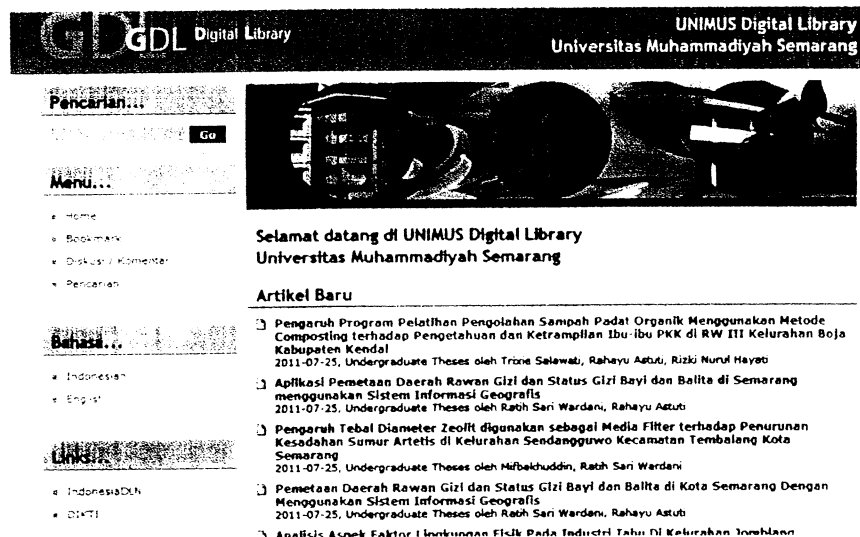 GDL Digital Library
UNIMUS Digital Library
Universitas Muhammadiyah Semarang
Pencarian...
Go
Menu...
Home
Bookmark
Diskusi / Komentar
Pencarian
Bahasa...
Indonesian
English
Links...
IndonesiaDLN
DIKTI
Selamat datang di UNIMUS Digital Library
Universitas Muhammadiyah Semarang
Artikel Baru
Pengaruh Program Pelatihan Pengolahan Sampah Padat Organik Menggunakan Metode
Composting terhadap Pengetahuan dan Ketrampilan Ibu-ibu PKK di RW III Kelurahan Boja
Kabupaten Kendal
2011-07-25, Undergraduate Theses oleh Trixie Salawati, Rahayu Astuti, Rizki Nurul Hayati
Aplikasi Pemetaan Daerah Rawan Gizi dan Status Gizi Bayi dan Balita di Semarang
menggunakan Sistem Informasi Geografis
2011-07-25, Undergraduate Theses oleh Ratih Sari Wardani, Rahayu Astuti
Pengaruh Tebal Diameter Zeolit digunakan sebagai Media Filter terhadap Penurunan
Kesadahan Sumur Artetis di Kelurahan Sendangguwo Kecamatan Tembalang Kota
Semarang
2011-07-25, Undergraduate Theses oleh Mifbakhuddin, Ratih Sari Wardani
Pemetaan Daerah Rawan Gizi dan Status Gizi Bayi dan Balita di Kota Semarang Dengan
Menggunakan Sistem Informasi Geografis
2011-07-25, Undergraduate Theses oleh Ratih Sari Wardani, Rahayu Astuti
Analisis Aspek Faktor Lingkungan Fisik Pada Industri Tahu Di Kelurahan Jomblang